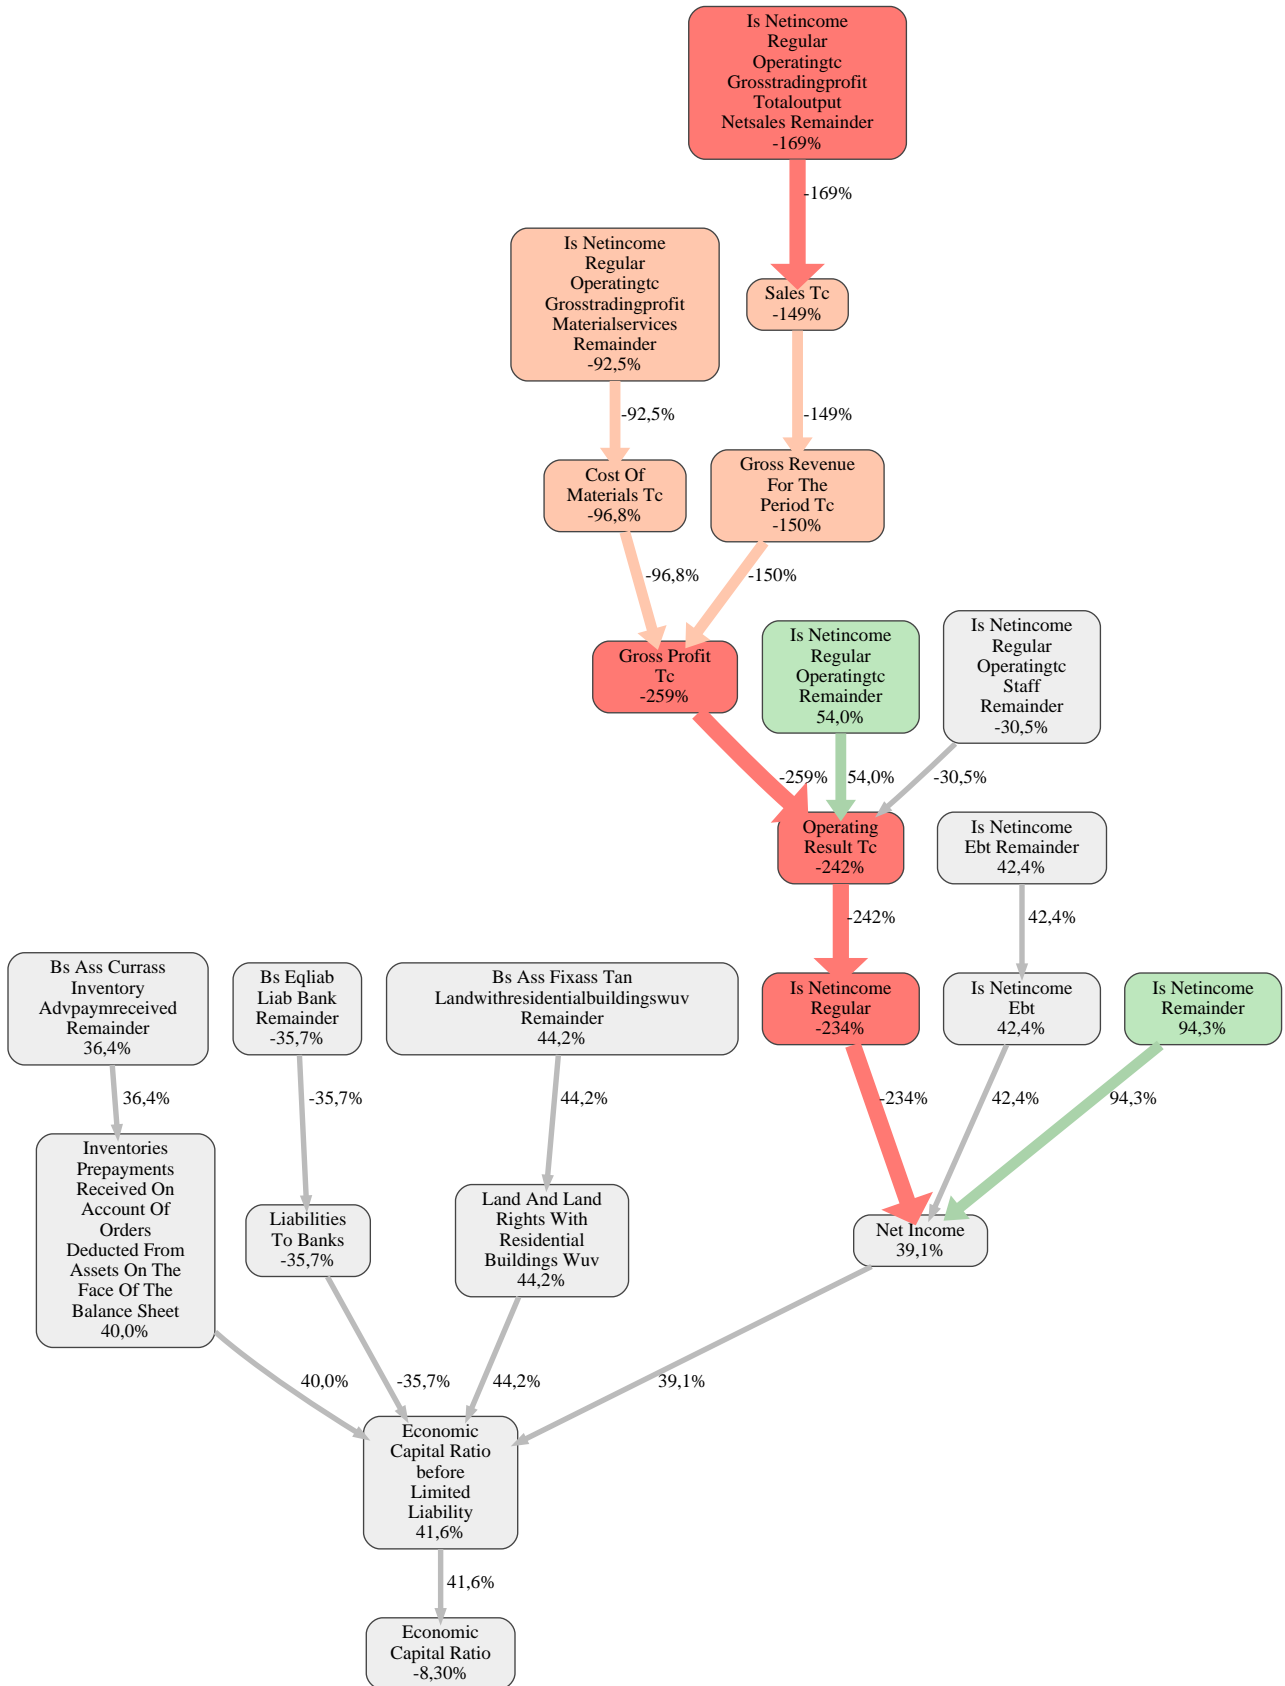 Is Netincome
Regular
Operatingtc
Grosstradingprofit
Totaloutput
Netsales Remainder
-169%
-169%
Is Netincome
Regular
Operatingtc
Grosstradingprofit
Materialservices
Remainder
-92,5%
Sales Tc
-149%
-92,5%
-149%
Cost Of
Materials Tc
-96,8%
Gross Revenue
For The
Period Tc
-150%
-96,8%
-150%
Gross Profit
Tc
-259%
Is Netincome
Regular
Operatingtc
Remainder
54,0%
Is Netincome
Regular
Operatingtc
Staff
Remainder
-30,5%
-259%
54,0%
-30,5%
Operating
Result Tc
-242%
Is Netincome
Ebt Remainder
42,4%
-242%
42,4%
Bs Ass Currass
Inventory
Advpaymreceived
Remainder
36,4%
Bs Eqliab
Liab Bank
Remainder
-35,7%
Bs Ass Fixass Tan
Landwithresidentialbuildingswuv
Remainder
44,2%
Is Netincome
Regular
-234%
Is Netincome
Ebt
42,4%
Is Netincome
Remainder
94,3%
36,4%
-35,7%
44,2%
-234%
42,4%
94,3%
Inventories
Prepayments
Received On
Account Of
Orders
Deducted From
Assets On The
Face Of The
Balance Sheet
40,0%
Liabilities
To Banks
-35,7%
Land And Land
Rights With
Residential
Buildings Wuv
44,2%
Net Income
39,1%
40,0%
-35,7%
44,2%
39,1%
Economic
Capital Ratio
before
Limited
Liability
41,6%
41,6%
Economic
Capital Ratio
-8,30%